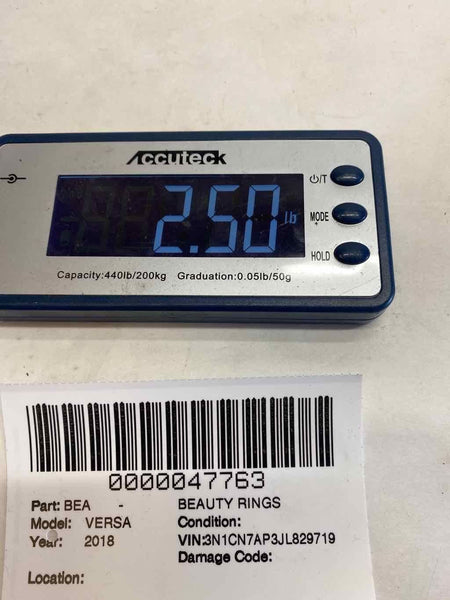 Accuteck
⏻/T
2.50 lb
MODE
HOLD
Capacity:440lb/200kg Graduation:0.05lb/50g
0000047763
Part: BEA - BEAUTY RINGS
Model: VERSA Condition:
Year: 2018 VIN:3N1CN7AP3JL829719
Damage Code:
Location: